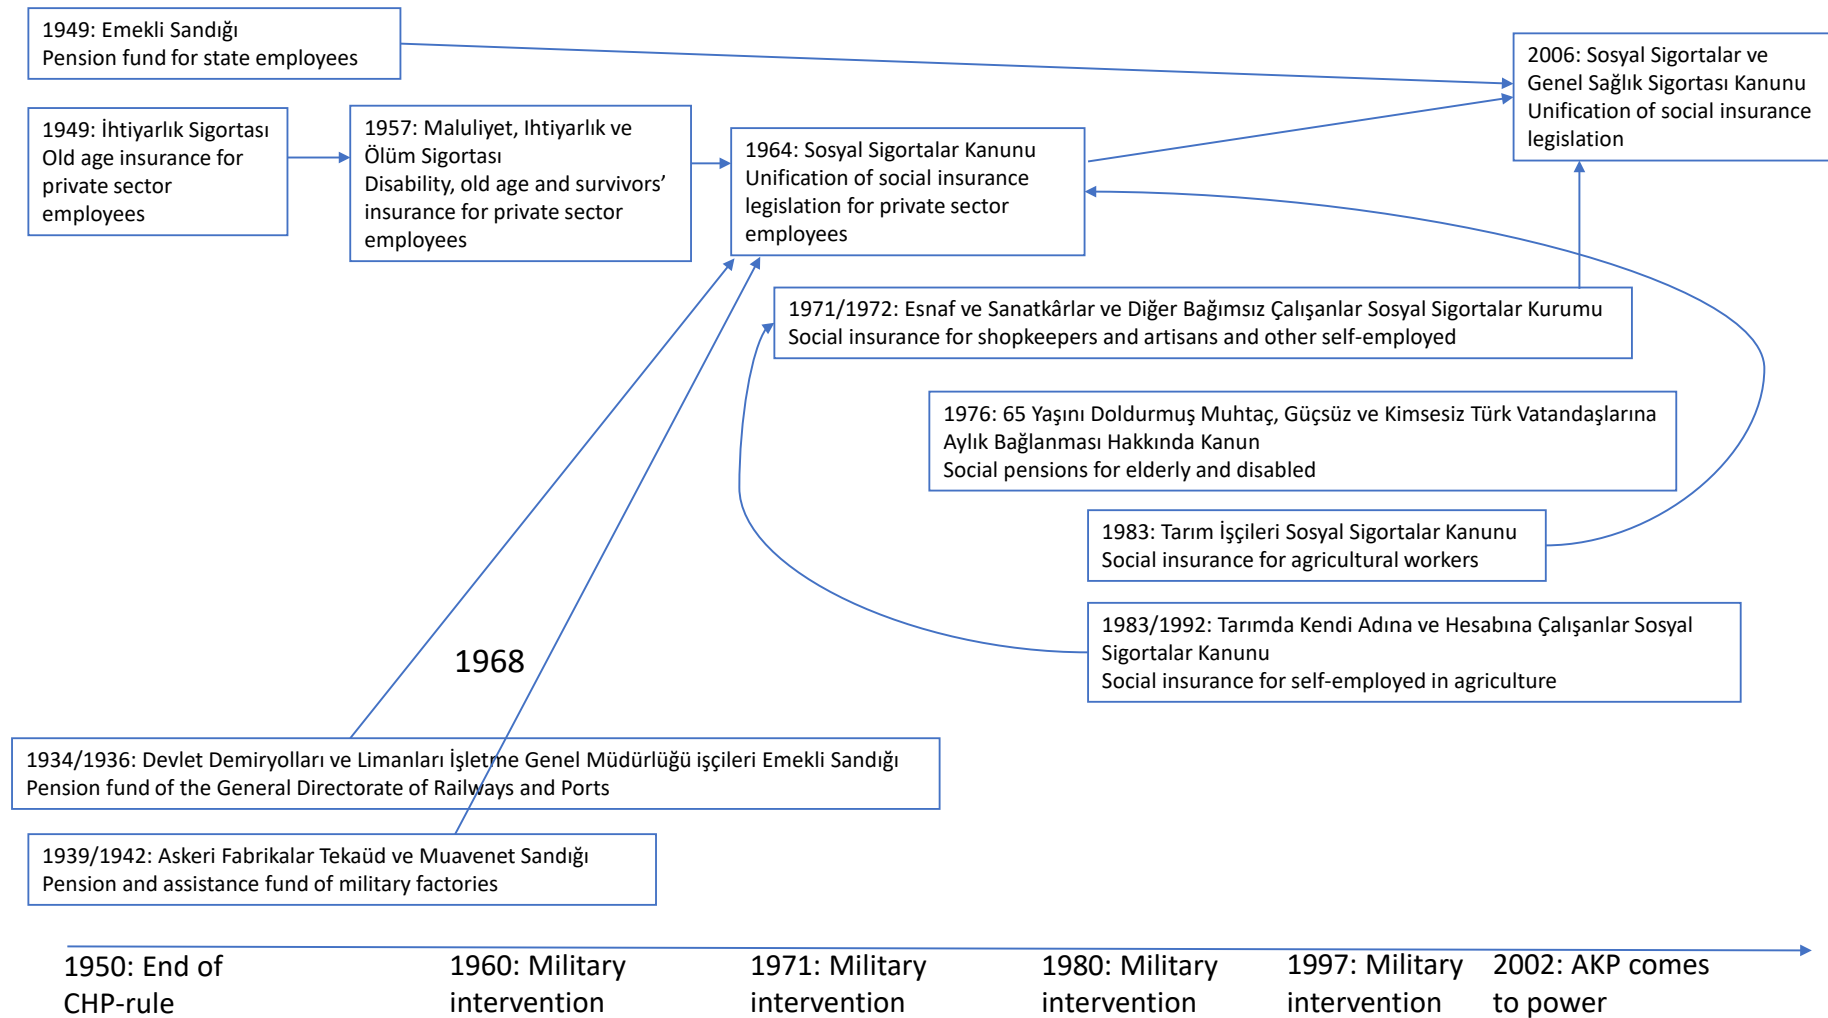 1949: Emekli Sandığı
Pension fund for state employees
2006: Sosyal Sigortalar ve
Genel Sağlık Sigortası Kanunu
Unification of social insurance
legislation
1949: İhtiyarlık Sigortası
Old age insurance for
private sector
employees
1957: Maluliyet, Ihtiyarlık ve
Ölüm Sigortası
Disability, old age and survivors’
insurance for private sector
employees
1964: Sosyal Sigortalar Kanunu
Unification of social insurance
legislation for private sector
employees
1971/1972: Esnaf ve Sanatkârlar ve Diğer Bağımsız Çalışanlar Sosyal Sigortalar Kurumu
Social insurance for shopkeepers and artisans and other self-employed
1976: 65 Yaşını Doldurmuş Muhtaç, Güçsüz ve Kimsesiz Türk Vatandaşlarına
Aylık Bağlanması Hakkında Kanun
Social pensions for elderly and disabled
1983: Tarım İşçileri Sosyal Sigortalar Kanunu
Social insurance for agricultural workers
1983/1992: Tarımda Kendi Adına ve Hesabına Çalışanlar Sosyal
Sigortalar Kanunu
Social insurance for self-employed in agriculture
1968
1934/1936: Devlet Demiryolları ve Limanları İşletme Genel Müdürlüğü işçileri Emekli Sandığı
Pension fund of the General Directorate of Railways and Ports
1939/1942: Askeri Fabrikalar Tekaüd ve Muavenet Sandığı
Pension and assistance fund of military factories
1950: End of
CHP-rule
1960: Military
intervention
1971: Military
intervention
1980: Military
intervention
1997: Military
intervention
2002: AKP comes
to power